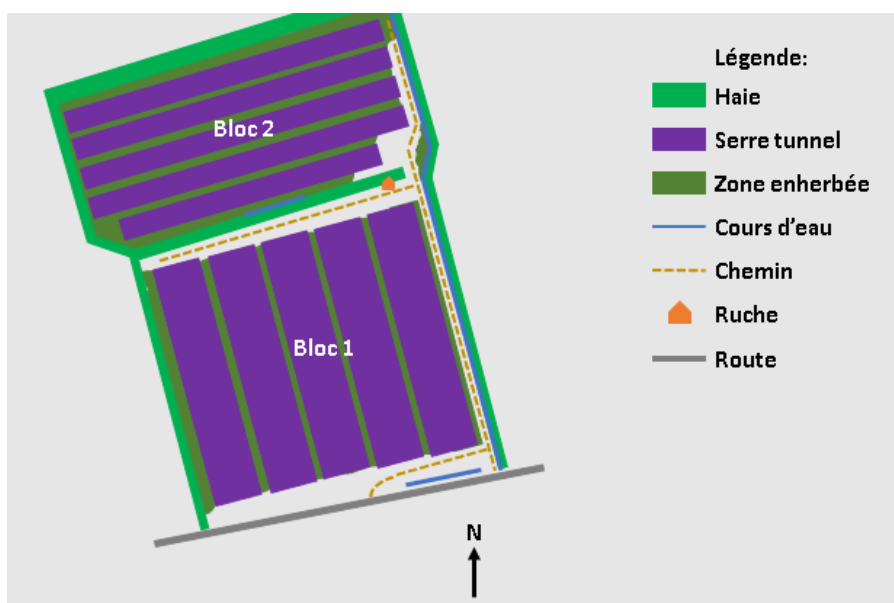 Légende:
Haie
Serre tunnel
Zone enherbée
Cours d'eau
Chemin
Ruche
Route
Bloc 2
Bloc 1
N